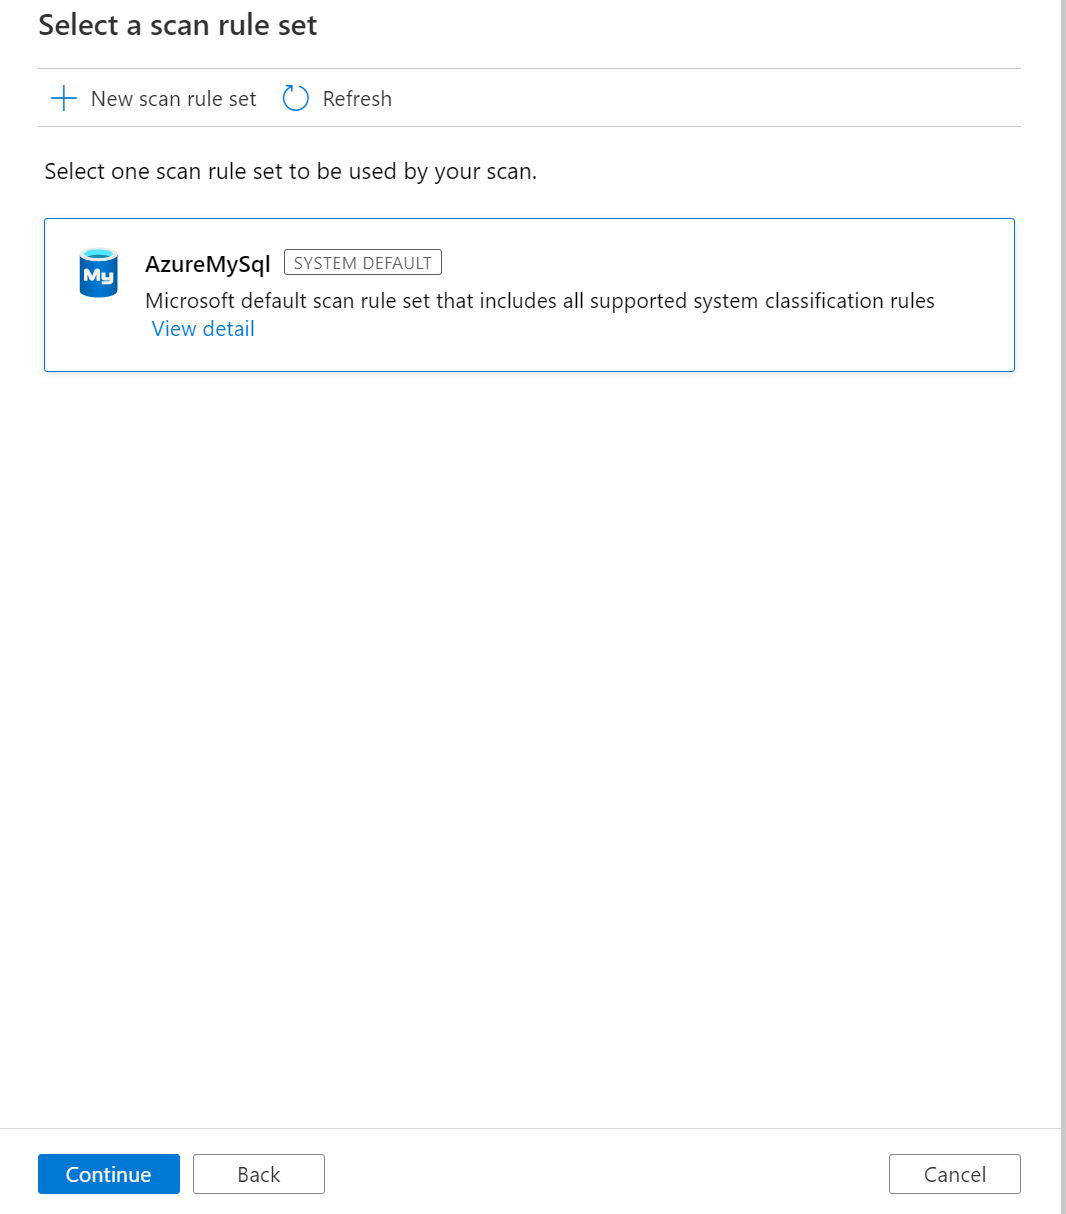 Select a scan rule set
New scan rule set Refresh
Select one scan rule set to be used by your scan.
My
AzureMySql SYSTEM DEFAULT
Microsoft default scan rule set that includes all supported system classification rules
View detail
Continue Back Cancel